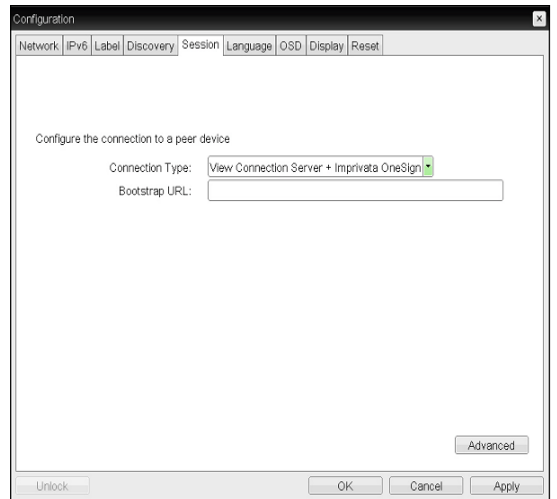 Configuration
Network IPv6 Label Discovery Session Language OSD Display Reset
Configure the connection to a peer device
Connection Type: View Connection Server + Imprivata OneSign
Bootstrap URL:
Advanced
Unlock OK Cancel Apply